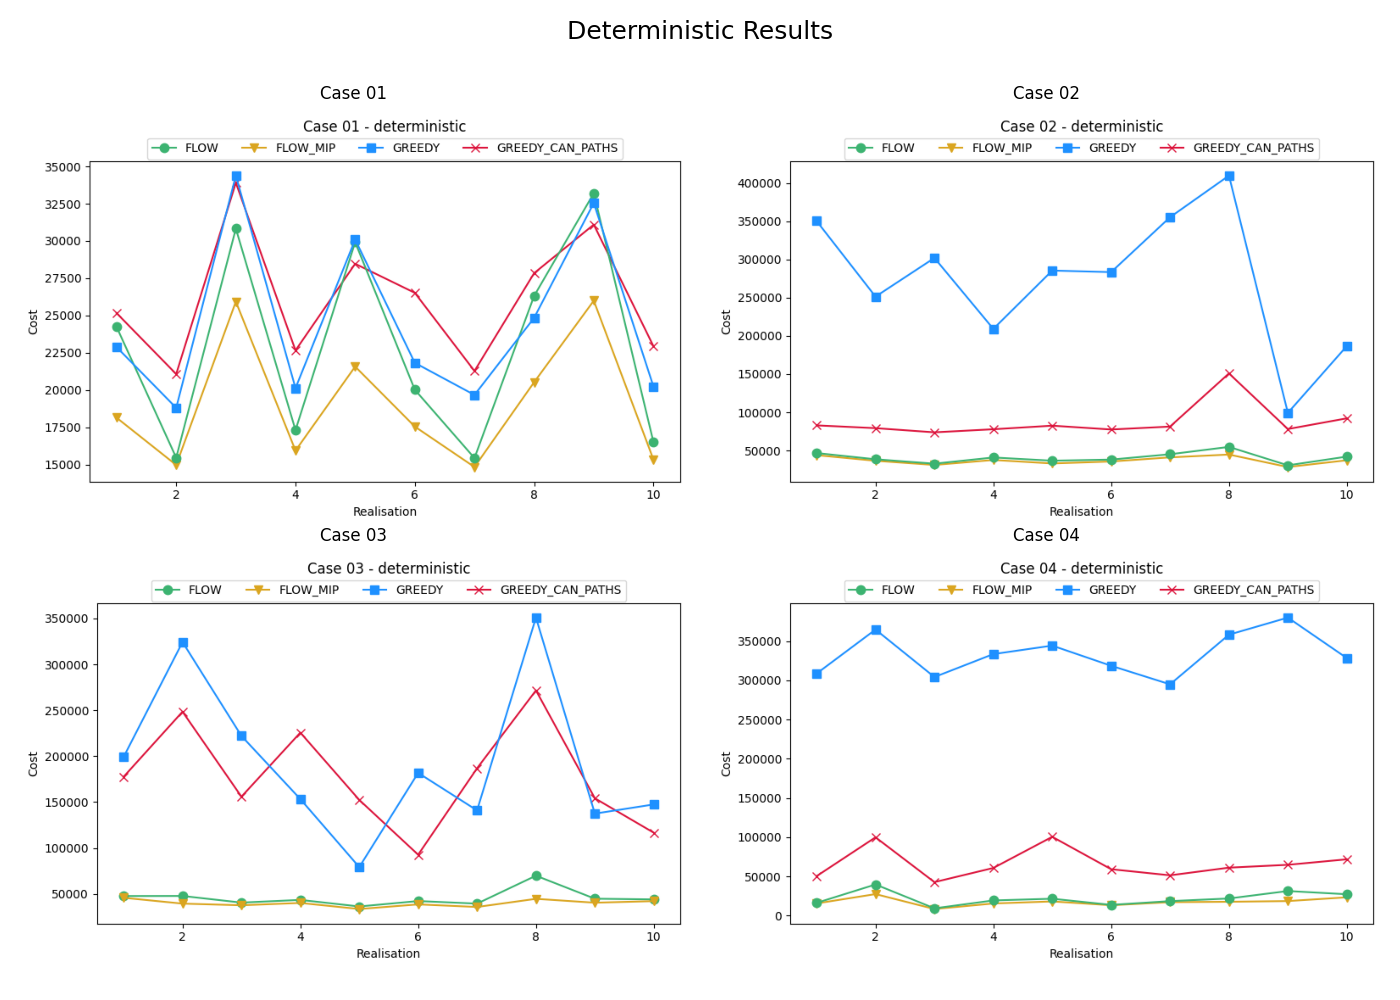 Deterministic Results
Case 01
Case 01 - deterministic
FLOW FLOW_MIP GREEDY GREEDY_CAN_PATHS
35000
32500
30000
27500
25000
22500
20000
17500
15000
Cost
2 4 6 8 10
Realisation
Case 02
Case 02 - deterministic
FLOW FLOW_MIP GREEDY GREEDY_CAN_PATHS
400000
350000
300000
250000
200000
150000
100000
50000
Cost
2 4 6 8 10
Realisation
Case 03
Case 03 - deterministic
FLOW FLOW_MIP GREEDY GREEDY_CAN_PATHS
350000
300000
250000
200000
150000
100000
50000
Cost
2 4 6 8 10
Realisation
Case 04
Case 04 - deterministic
FLOW FLOW_MIP GREEDY GREEDY_CAN_PATHS
350000
300000
250000
200000
150000
100000
50000
0
Cost
2 4 6 8 10
Realisation